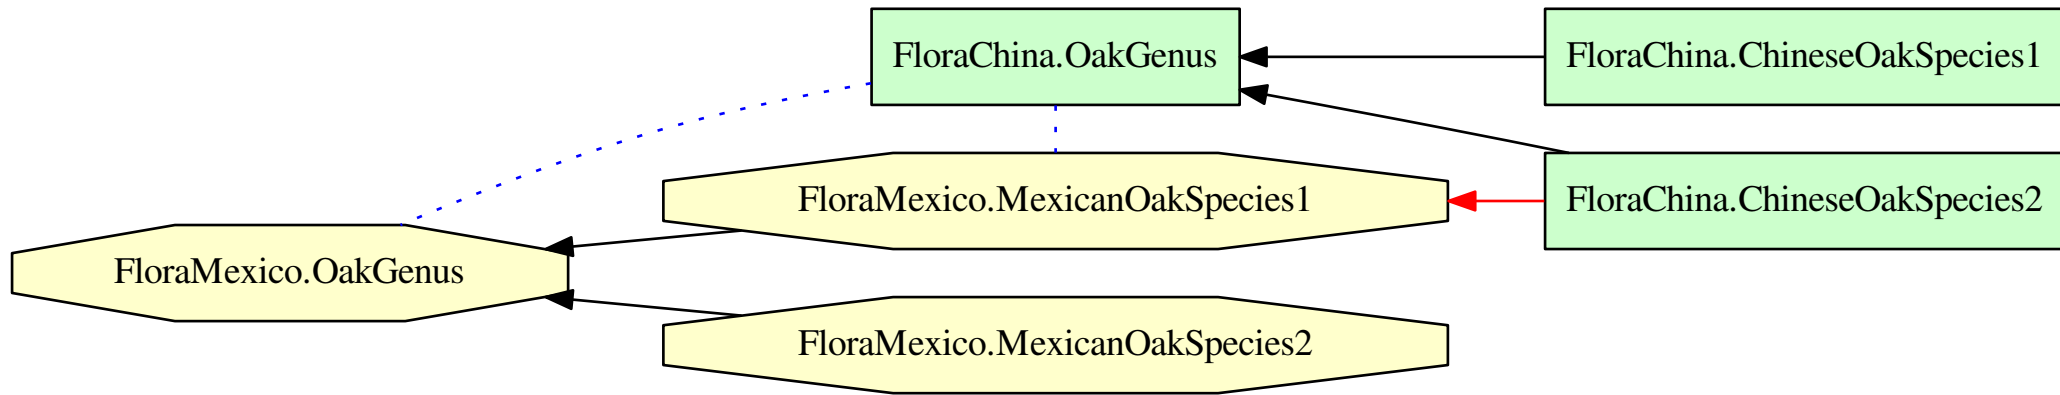 FloraChina.OakGenus
FloraChina.ChineseOakSpecies1
FloraMexico.MexicanOakSpecies1
FloraChina.ChineseOakSpecies2
FloraMexico.OakGenus
FloraMexico.MexicanOakSpecies2